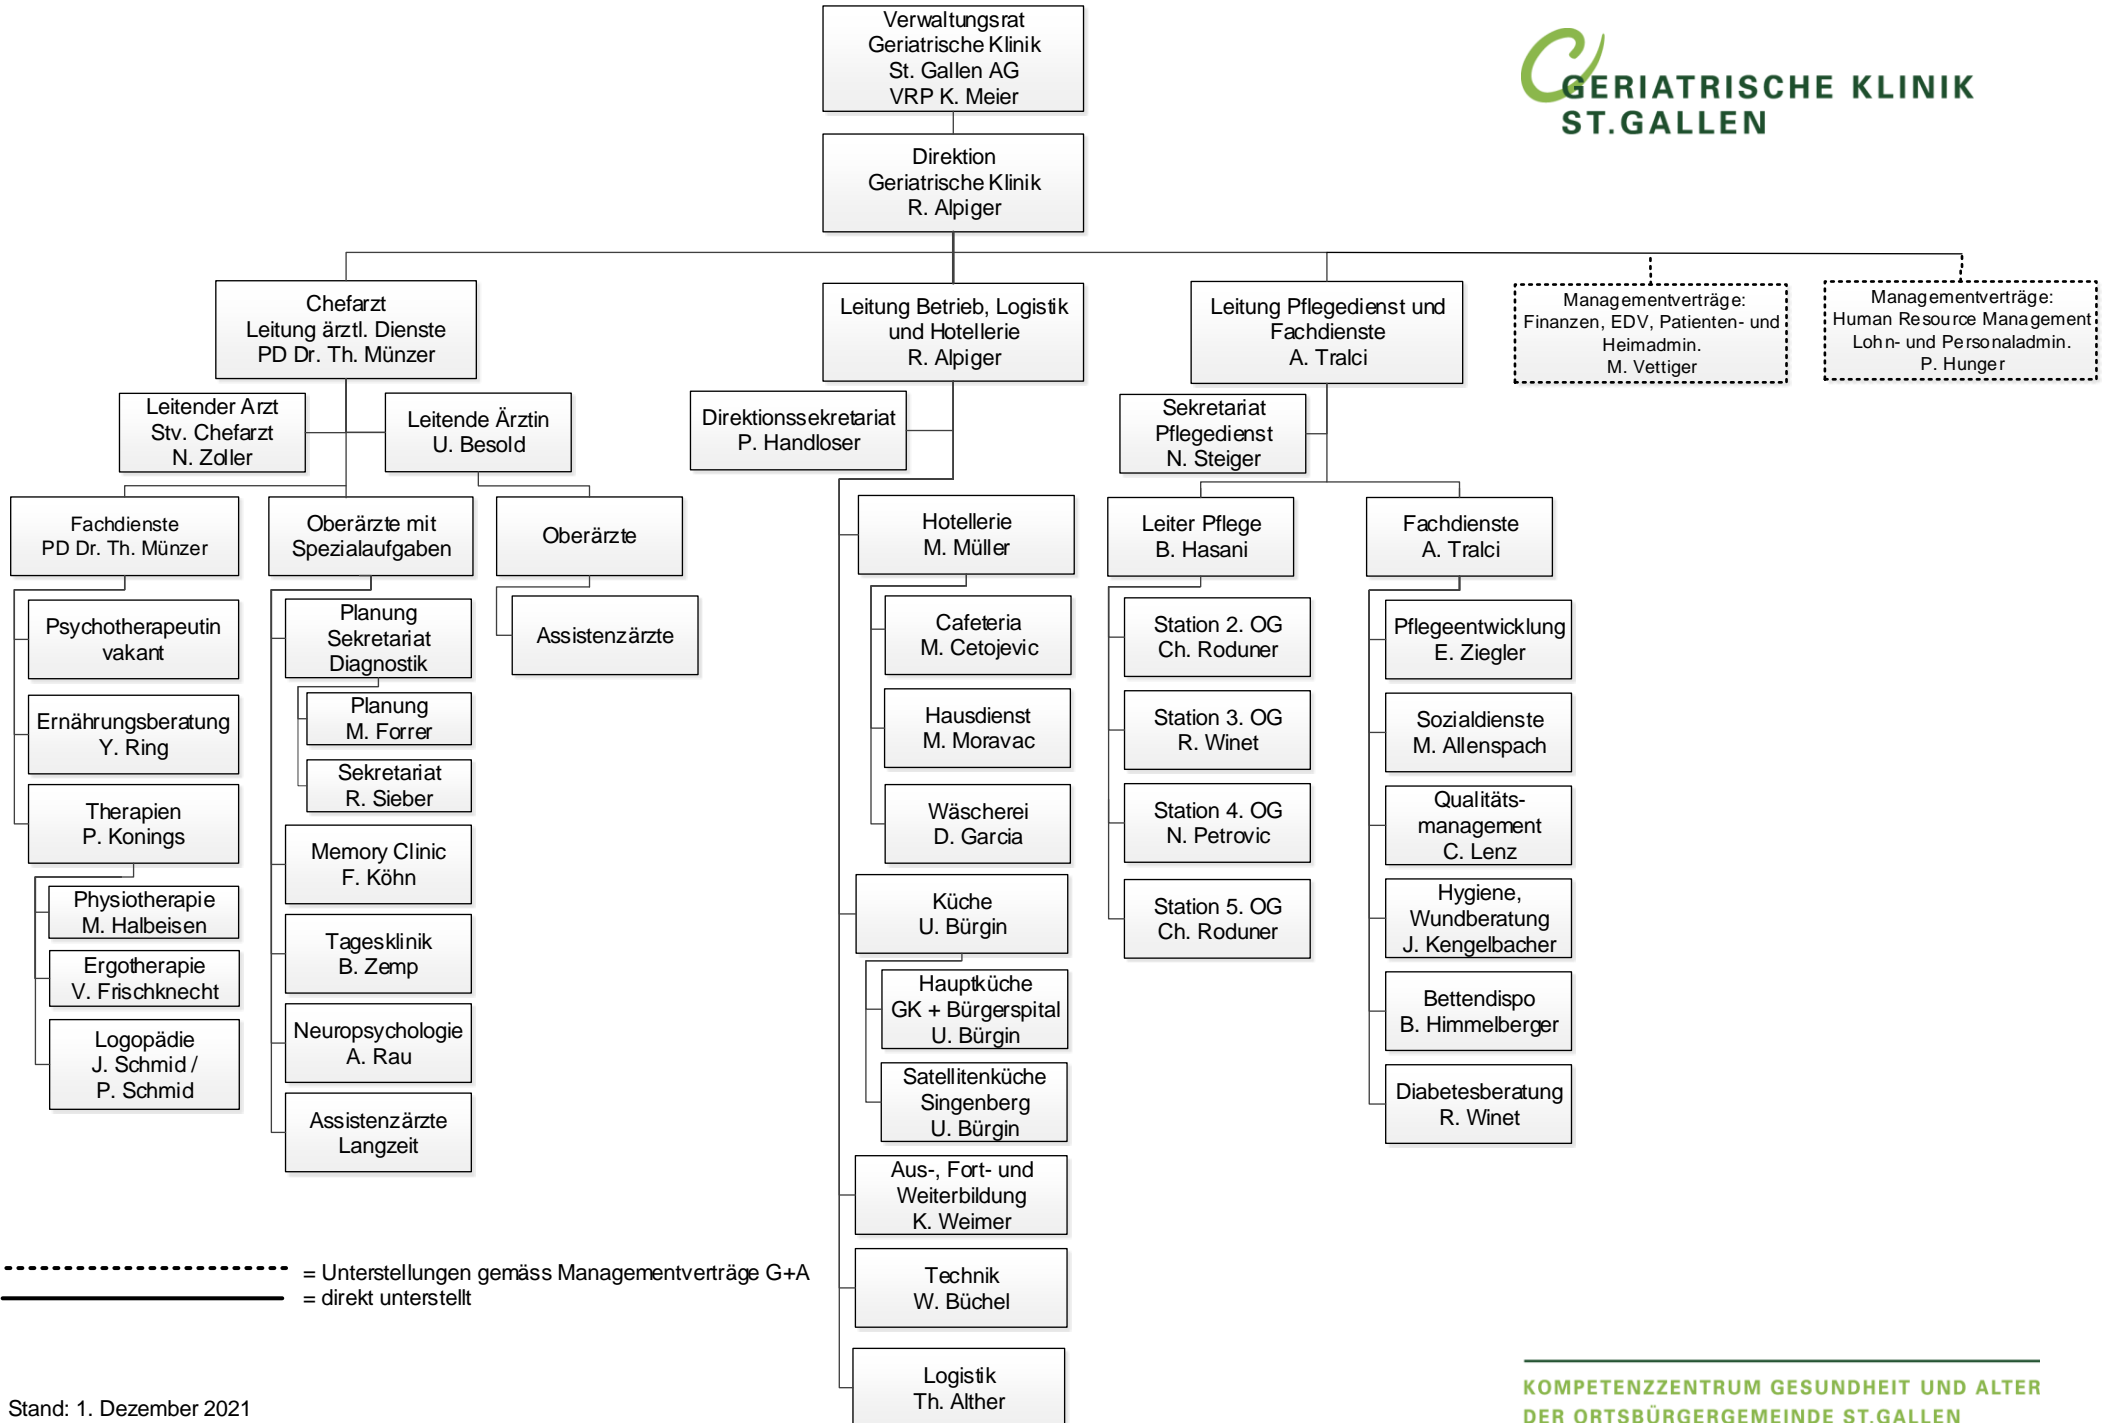 Verwaltungsrat
Geriatrische Klinik
St. Gallen AG
VRP K. Meier
GERIATRISCHE KLINIK
ST.GALLEN
Direktion
Geriatrische Klinik
R. Alpiger
Chefarzt
Leitung ärztl. Dienste
PD Dr. Th. Münzer
Leitung Betrieb, Logistik
und Hotellerie
R. Alpiger
Leitung Pflegedienst und
Fachdienste
A. Tralci
Managementverträge:
Finanzen, EDV, Patienten- und
Heimadmin.
M. Vettiger
Managementverträge:
Human Resource Management
Lohn- und Personaladmin.
P. Hunger
Leitender Arzt
Stv. Chefarzt
N. Zoller
Leitende Ärztin
U. Besold
Direktionssekretariat
P. Handloser
Sekretariat
Pflegedienst
N. Steiger
Fachdienste
PD Dr. Th. Münzer
Oberärzte mit
Spezialaufgaben
Oberärzte
Hotellerie
M. Müller
Leiter Pflege
B. Hasani
Fachdienste
A. Tralci
Psychotherapeutin
vakant
Ernährungsberatung
Y. Ring
Therapien
P. Konings
Physiotherapie
M. Halbeisen
Ergotherapie
V. Frischknecht
Logopädie
J. Schmid /
P. Schmid
Planung
Sekretariat
Diagnostik
Planung
M. Forrer
Sekretariat
R. Sieber
Memory Clinic
F. Köhn
Tagesklinik
B. Zemp
Neuropsychologie
A. Rau
Assistenzärzte
Langzeit
Assistenzärzte
Cafeteria
M. Cetojevic
Hausdienst
M. Moravac
Wäscherei
D. Garcia
Küche
U. Bürgin
Hauptküche
GK + Bürgerspital
U. Bürgin
Satellitenküche
Singenberg
U. Bürgin
Aus-, Fort- und
Weiterbildung
K. Weimer
Technik
W. Büchel
Logistik
Th. Alther
Station 2. OG
Ch. Roduner
Station 3. OG
R. Winet
Station 4. OG
N. Petrovic
Station 5. OG
Ch. Roduner
Pflegeentwicklung
E. Ziegler
Sozialdienste
M. Allenspach
Qualitäts-
management
C. Lenz
Hygiene,
Wundberatung
J. Kengelbacher
Bettendispo
B. Himmelberger
Diabetesberatung
R. Winet
= Unterstellungen gemäss Managementverträge G+A
= direkt unterstellt
Stand: 1. Dezember 2021
KOMPETENZZENTRUM GESUNDHEIT UND ALTER
DER ORTSBÜRGERGEMEINDE ST.GALLEN